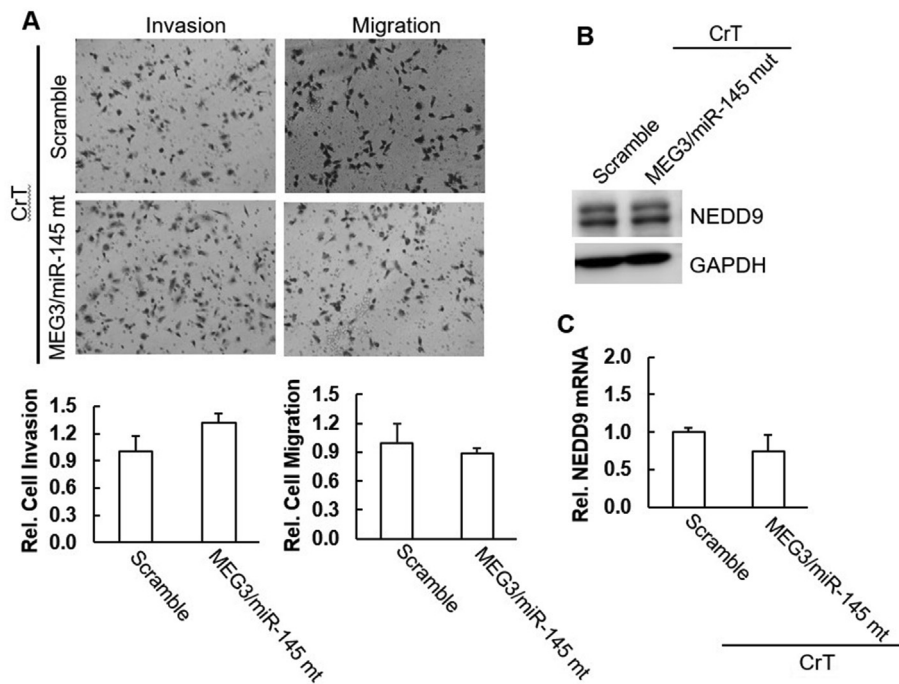 A
Invasion
Migration
CrT
Scramble
MEG3/miR-145 mt
Rel. Cell Invasion
1.5
1.2
0.9
0.6
0.3
0.0
Scramble
MEG3/miR-145 mt
Rel. Cell Migration
1.5
1.2
0.9
0.6
0.3
0.0
Scramble
MEG3/miR-145 mt
B
CrT
Scramble
MEG3/miR-145 mut
NEDD9
GAPDH
C
Rel. NEDD9 mRNA
2.0
1.5
1.0
0.5
0.0
Scramble
MEG3/miR-145 mt
CrT